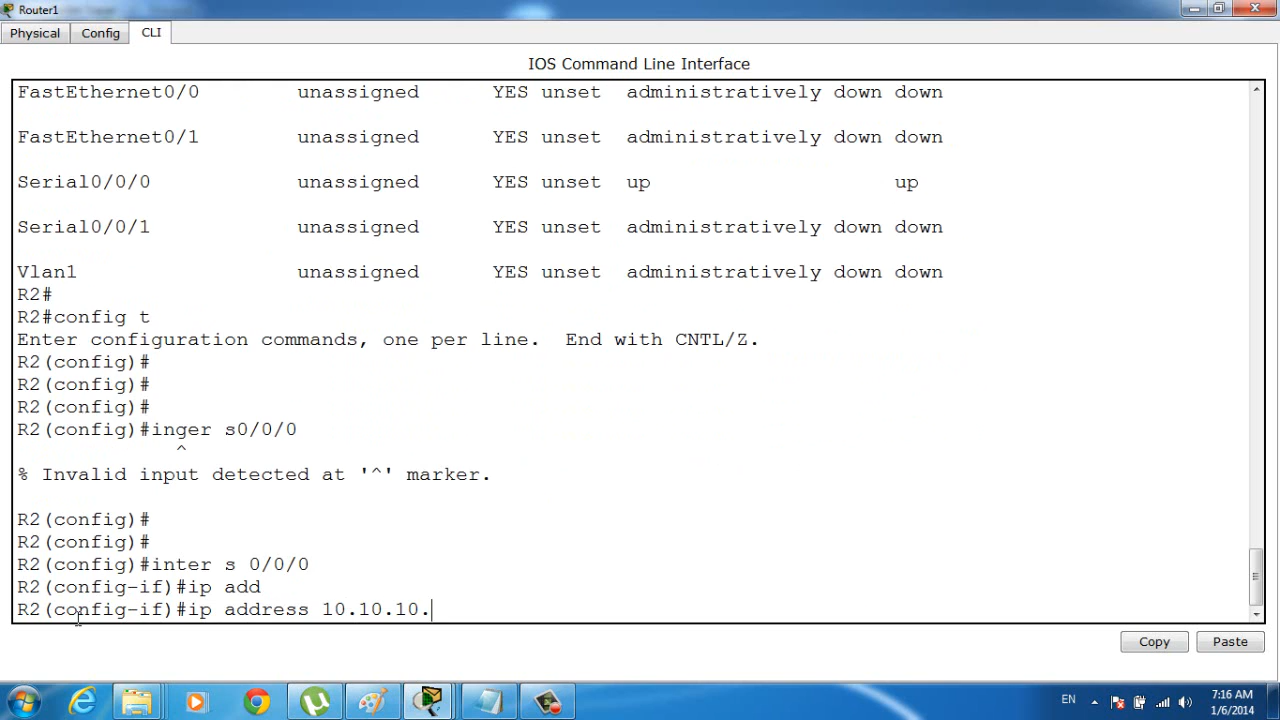 Router1
Physical Config CLI
IOS Command Line Interface
FastEthernet0/0 unassigned YES unset administratively down down
FastEthernet0/1 unassigned YES unset administratively down down
Serial0/0/0 unassigned YES unset up up
Serial0/0/1 unassigned YES unset administratively down down
Vlan1 unassigned YES unset administratively down down
R2#
R2#config t
Enter configuration commands, one per line. End with CNTL/Z.
R2(config)#
R2(config)#
R2(config)#
R2(config)#inger s0/0/0
^
% Invalid input detected at '^' marker.
R2(config)#
R2(config)#
R2(config)#inter s 0/0/0
R2(config-if)#ip add
R2(config-if)#ip address 10.10.10.
Copy Paste
EN
7:16 AM
1/6/2014